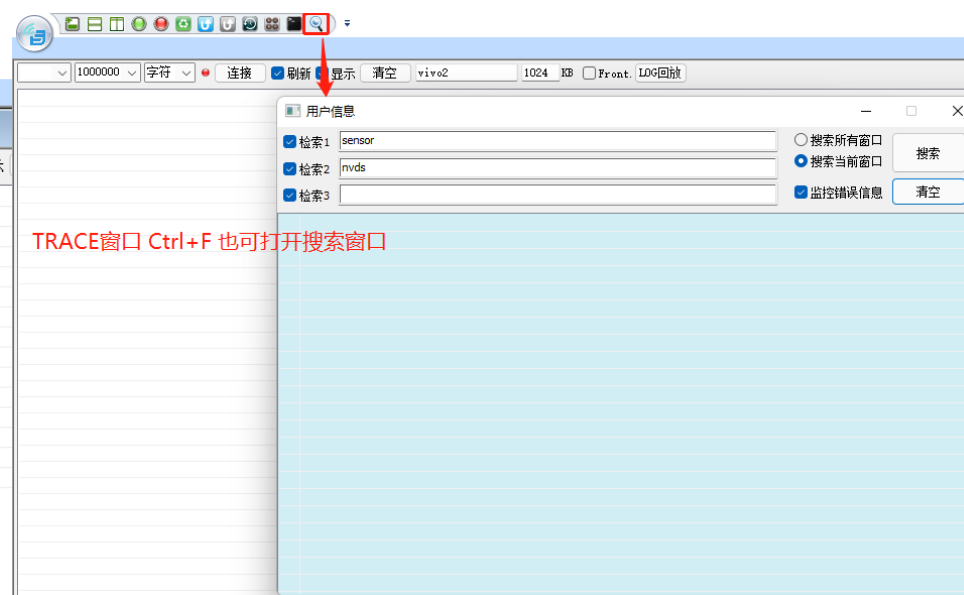 1000000 字符 连接 刷新 显示 清空 vivo2 1024 KB Front. LOG回放
用户信息
检索1 sensor 搜索所有窗口
搜索
检索2 nvds 搜索当前窗口
检索3 监控错误信息 清空
TRACE窗口 Ctrl+F 也可打开搜索窗口